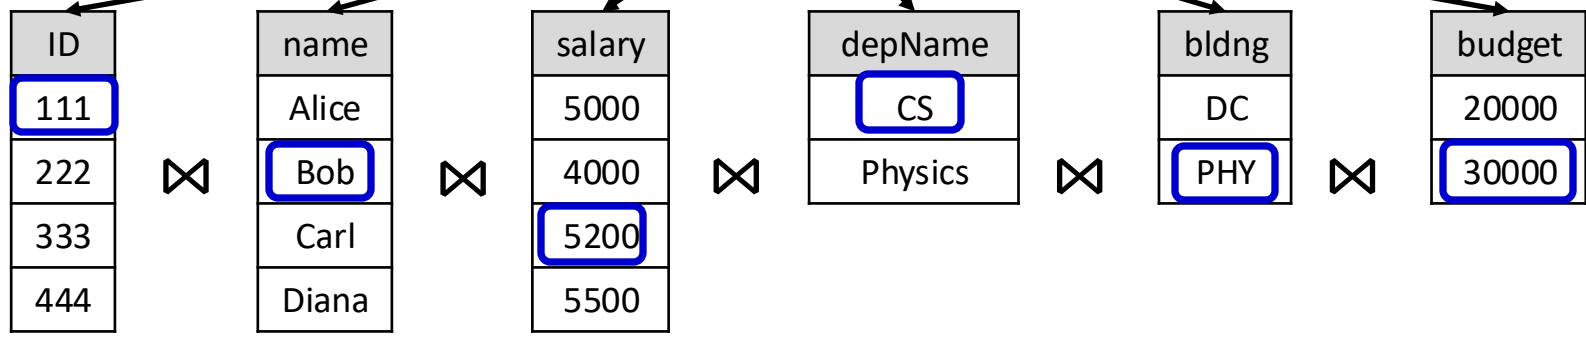 ID name salary depName bldng budget
111 Alice 5000 CS DC 20000
222 ⋈ Bob ⋈ 4000 ⋈ Physics ⋈ PHY ⋈ 30000
333 Carl 5200
444 Diana 5500